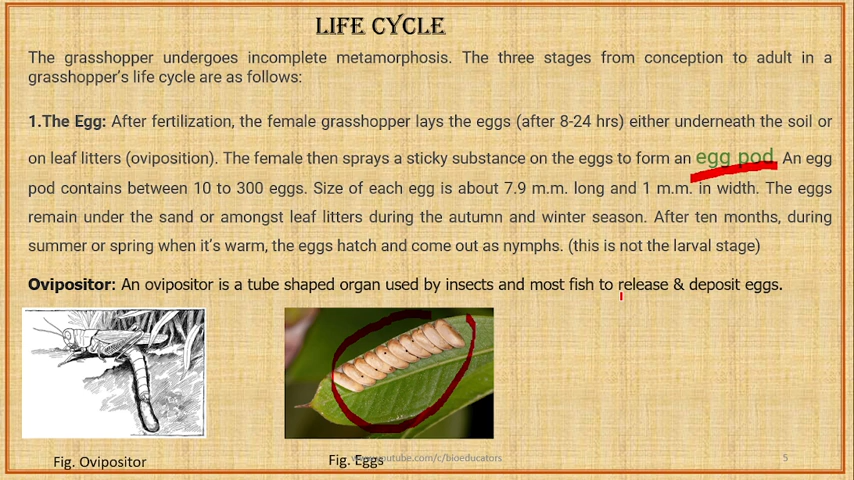 LIFE CYCLE
The grasshopper undergoes incomplete metamorphosis. The three stages from conception to adult in a
grasshopper's life cycle are as follows:
1.The Egg: After fertilization, the female grasshopper lays the eggs (after 8-24 hrs) either underneath the soil or
on leaf litters (oviposition). The female then sprays a sticky substance on the eggs to form an egg pod. An egg
pod contains between 10 to 300 eggs. Size of each egg is about 7.9 m.m. long and 1 m.m. in width. The eggs
remain under the sand or amongst leaf litters during the autumn and winter season. After ten months, during
summer or spring when it's warm, the eggs hatch and come out as nymphs. (this is not the larval stage)
Ovipositor: An ovipositor is a tube shaped organ used by insects and most fish to release & deposit eggs.
Fig. Ovipositor
Fig. Eggs
www.youtube.com/c/bioeducators
5